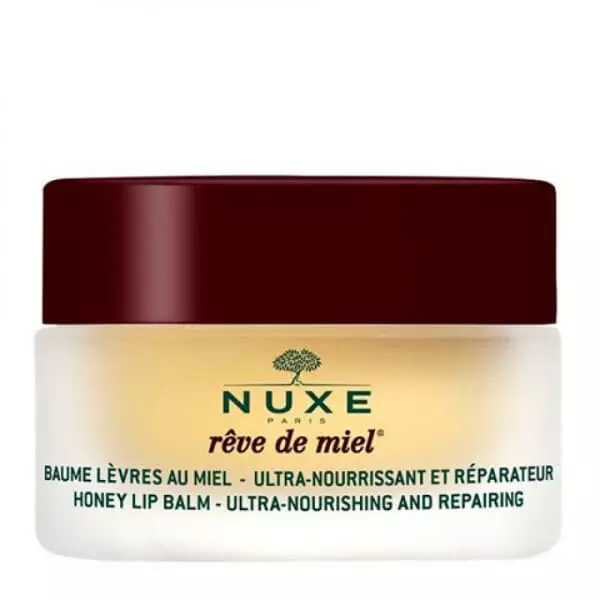 NUXE
PARIS
rêve de miel®
BAUME LÈVRES AU MIEL - ULTRA-NOURRISSANT ET RÉPARATEUR
HONEY LIP BALM - ULTRA-NOURISHING AND REPAIRING